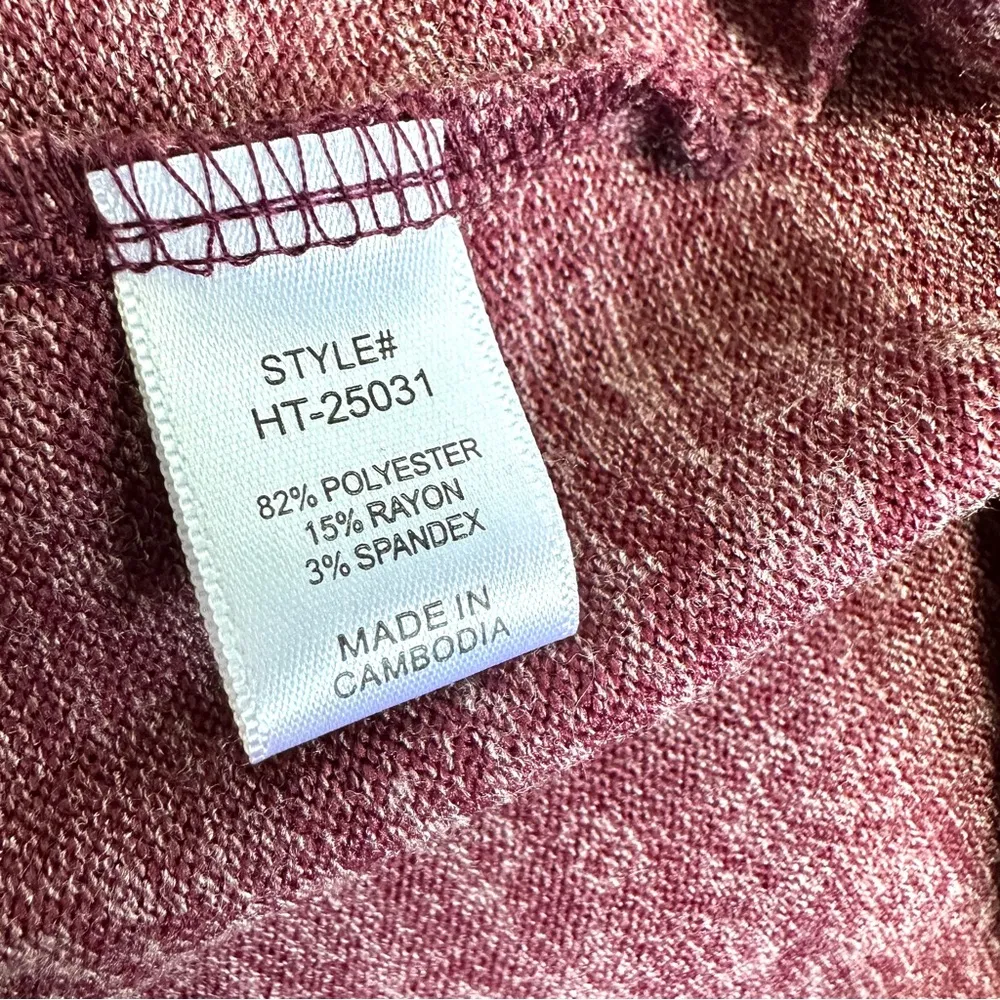 STYLE#
HT-25031
82% POLYESTER
15% RAYON
3% SPANDEX
MADE IN
CAMBODIA